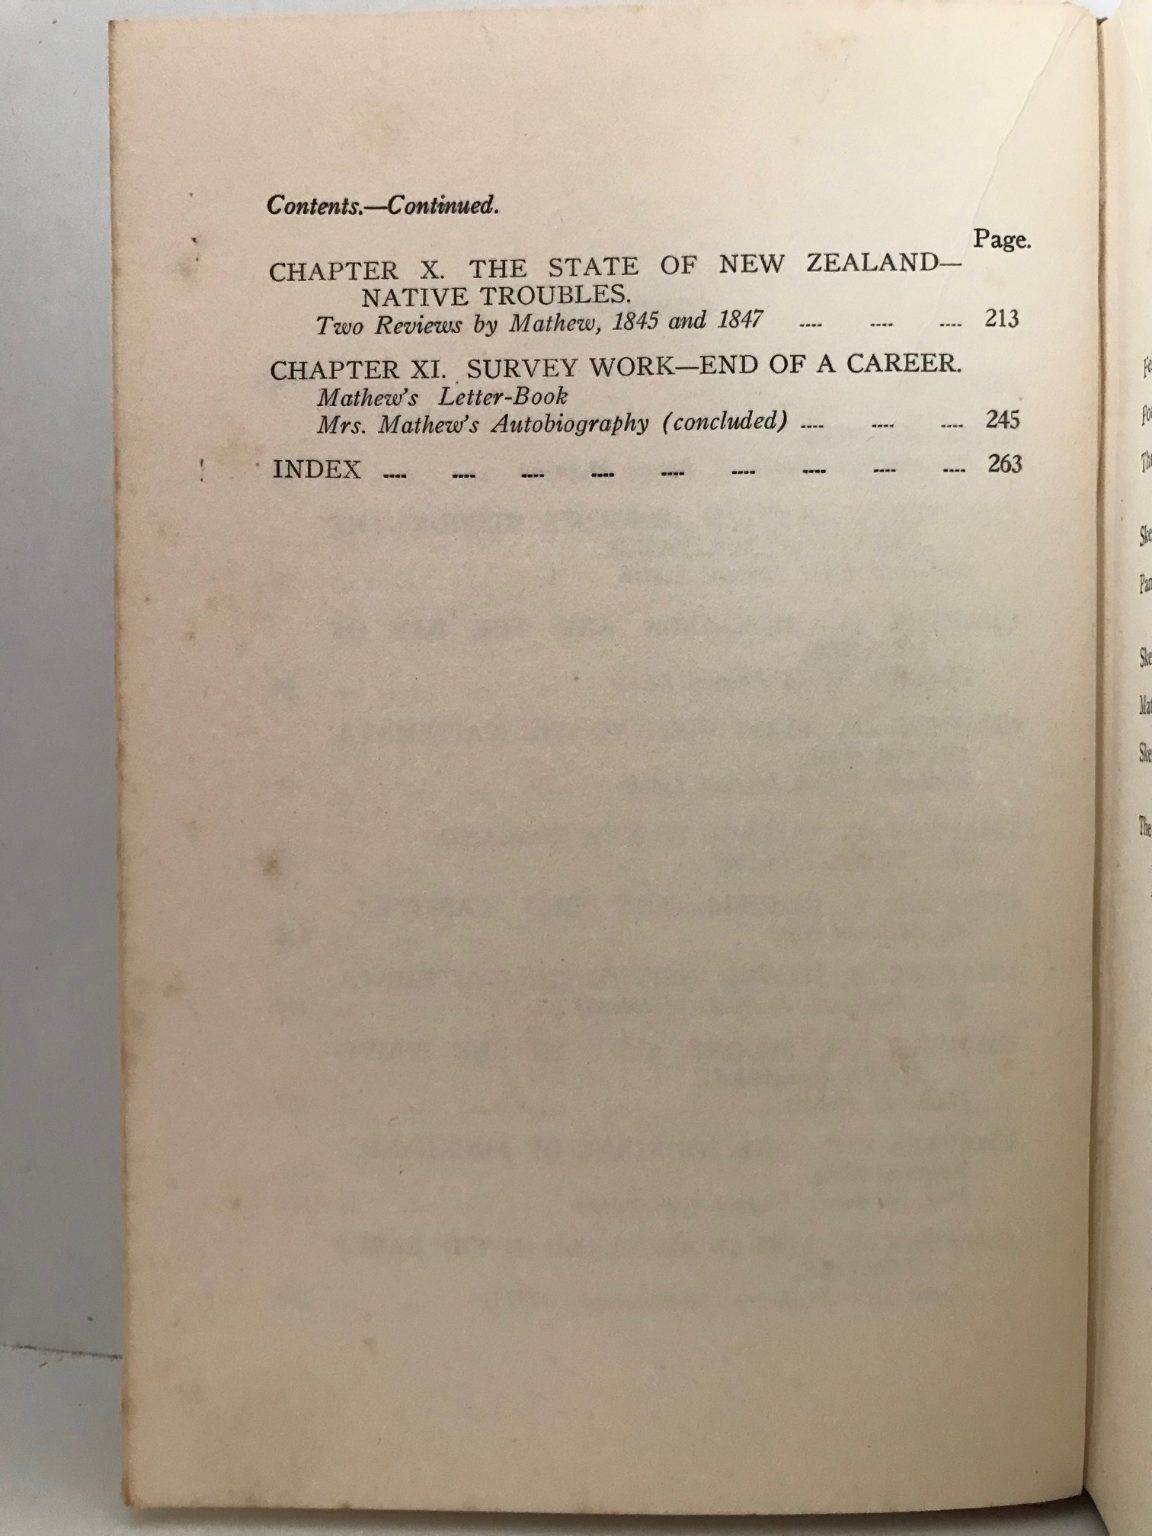 Contents.—Continued.
Page.
CHAPTER X. THE STATE OF NEW ZEALAND—
NATIVE TROUBLES.
Two Reviews by Mathew, 1845 and 1847 .... .... .... 213
CHAPTER XI. SURVEY WORK—END OF A CAREER.
Mathew's Letter-Book
Mrs. Mathew's Autobiography (concluded) .... .... .... 245
INDEX .... .... .... .... .... .... .... .... .... 263